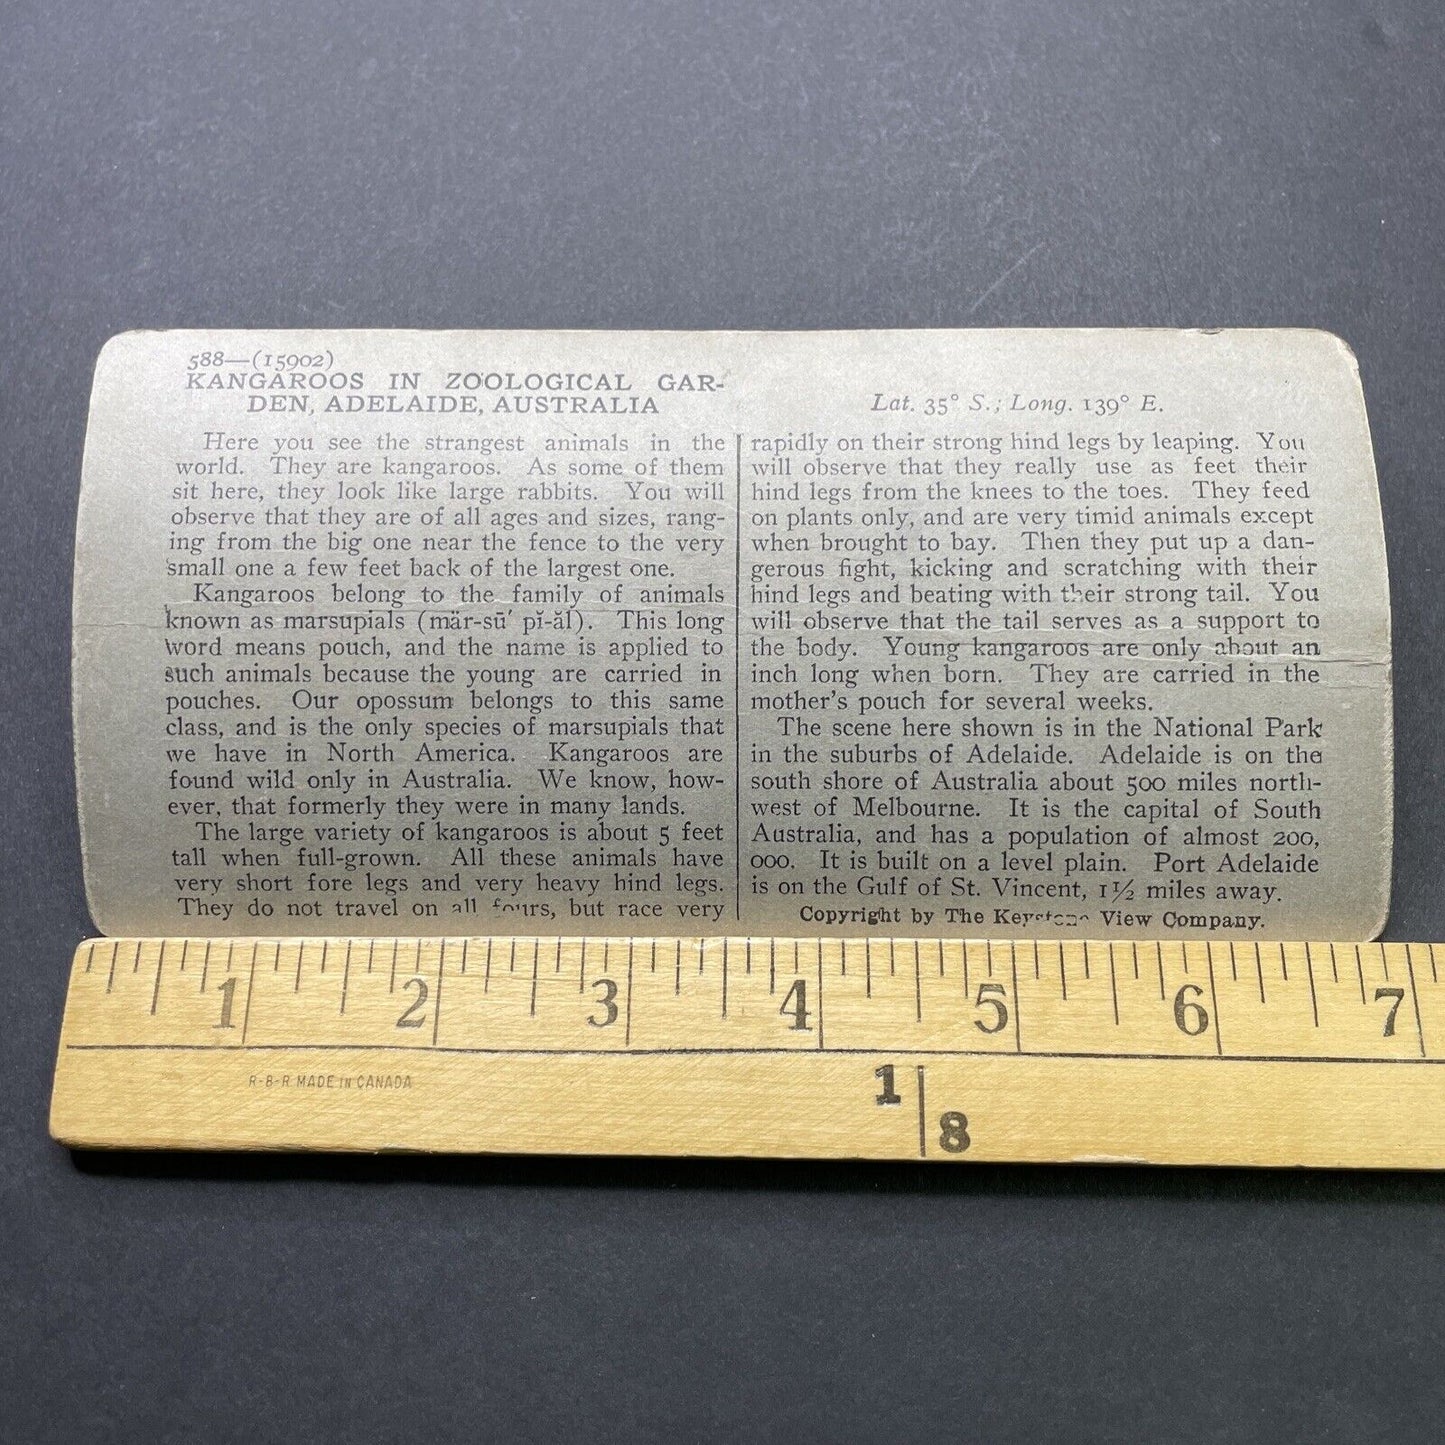 588—(15902)
KANGAROOS IN ZOOLOGICAL GAR-
DEN, ADELAIDE, AUSTRALIA
Here you see the strangest animals in the
world. They are kangaroos. As some of them
sit here, they look like large rabbits. You will
observe that they are of all ages and sizes, rang-
ing from the big one near the fence to the very
small one a few feet back of the largest one.
Kangaroos belong to the family of animals
known as marsupials (mär-sū′ pĭ-ăl). This long
word means pouch, and the name is applied to
such animals because the young are carried in
pouches. Our opossum belongs to this same
class, and is the only species of marsupials that
we have in North America. Kangaroos are
found wild only in Australia. We know, how-
ever, that formerly they were in many lands.
The large variety of kangaroos is about 5 feet
tall when full-grown. All these animals have
very short fore legs and very heavy hind legs.
They do not travel on all fours, but race very
Lat. 35° S.; Long. 139° E.
rapidly on their strong hind legs by leaping. You
will observe that they really use as feet their
hind legs from the knees to the toes. They feed
on plants only, and are very timid animals except
when brought to bay. Then they put up a dan-
gerous fight, kicking and scratching with their
hind legs and beating with their strong tail. You
will observe that the tail serves as a support to
the body. Young kangaroos are only about an
inch long when born. They are carried in the
mother's pouch for several weeks.
The scene here shown is in the National Park
in the suburbs of Adelaide. Adelaide is on the
south shore of Australia about 500 miles north-
west of Melbourne. It is the capital of South
Australia, and has a population of almost 200,
000. It is built on a level plain. Port Adelaide
is on the Gulf of St. Vincent, 1½ miles away.
Copyright by The Keystone View Company.
1 2 3 4 5 6 7
R-B-R MADE IN CANADA
1
8